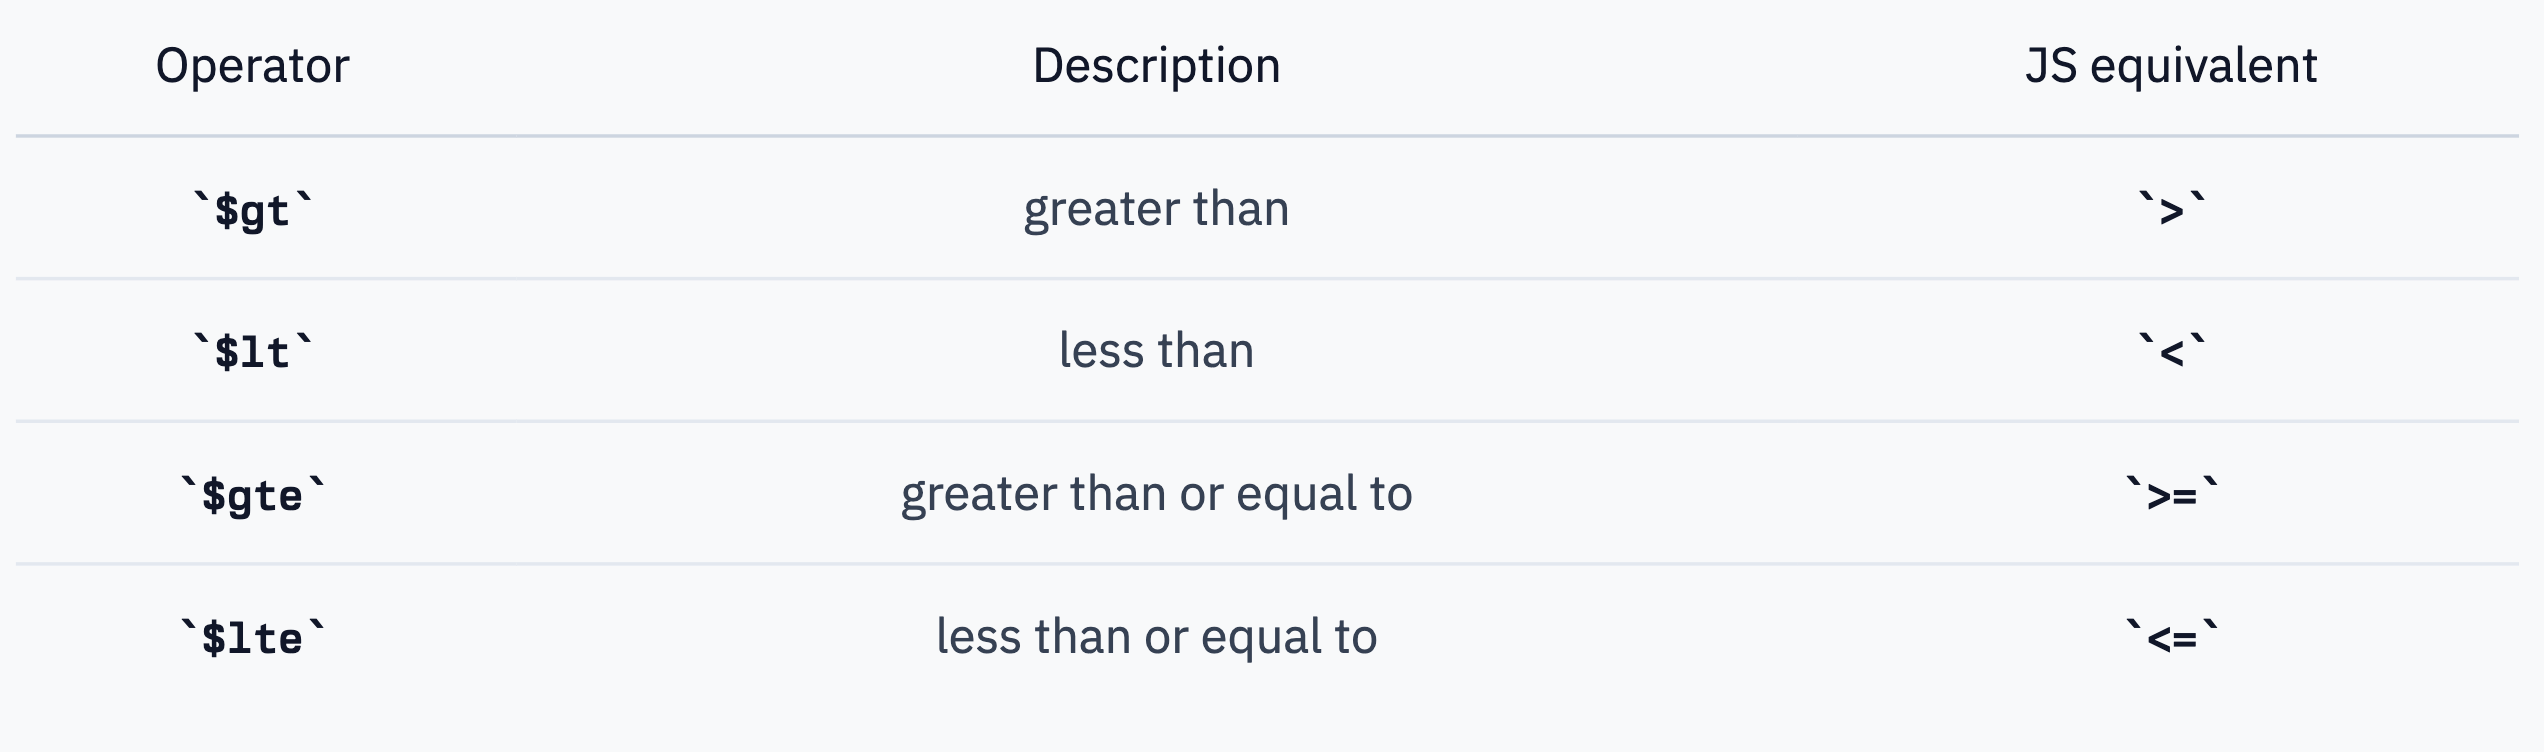 Operator Description JS equivalent
`$gt` greater than `>`
`$lt` less than `<`
`$gte` greater than or equal to `>=`
`$lte` less than or equal to `<=`